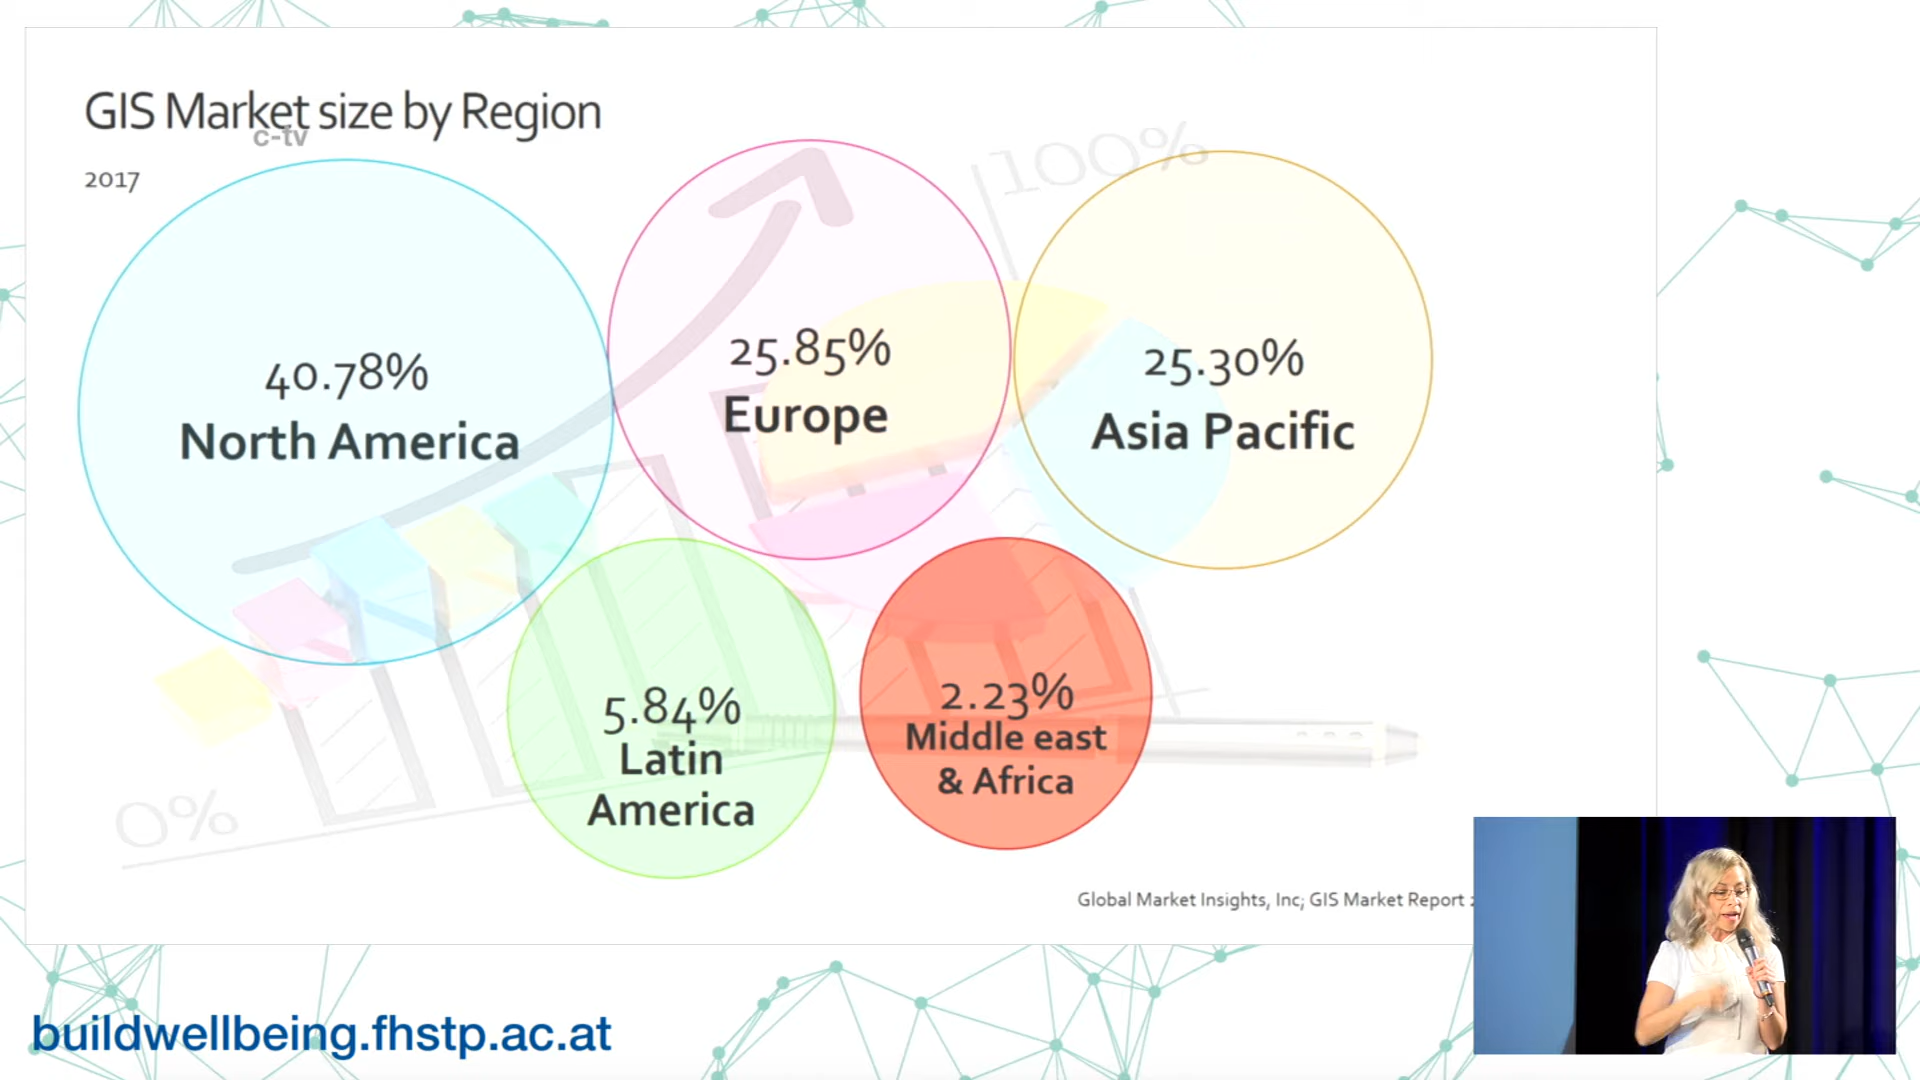 GIS Market size by Region
c-tv
2017
100%
40.78%
North America
25.85%
Europe
25.30%
Asia Pacific
5.84%
Latin
America
2.23%
Middle east
& Africa
0%
Global Market Insights, Inc; GIS Market Report
buildwellbeing.fhstp.ac.at